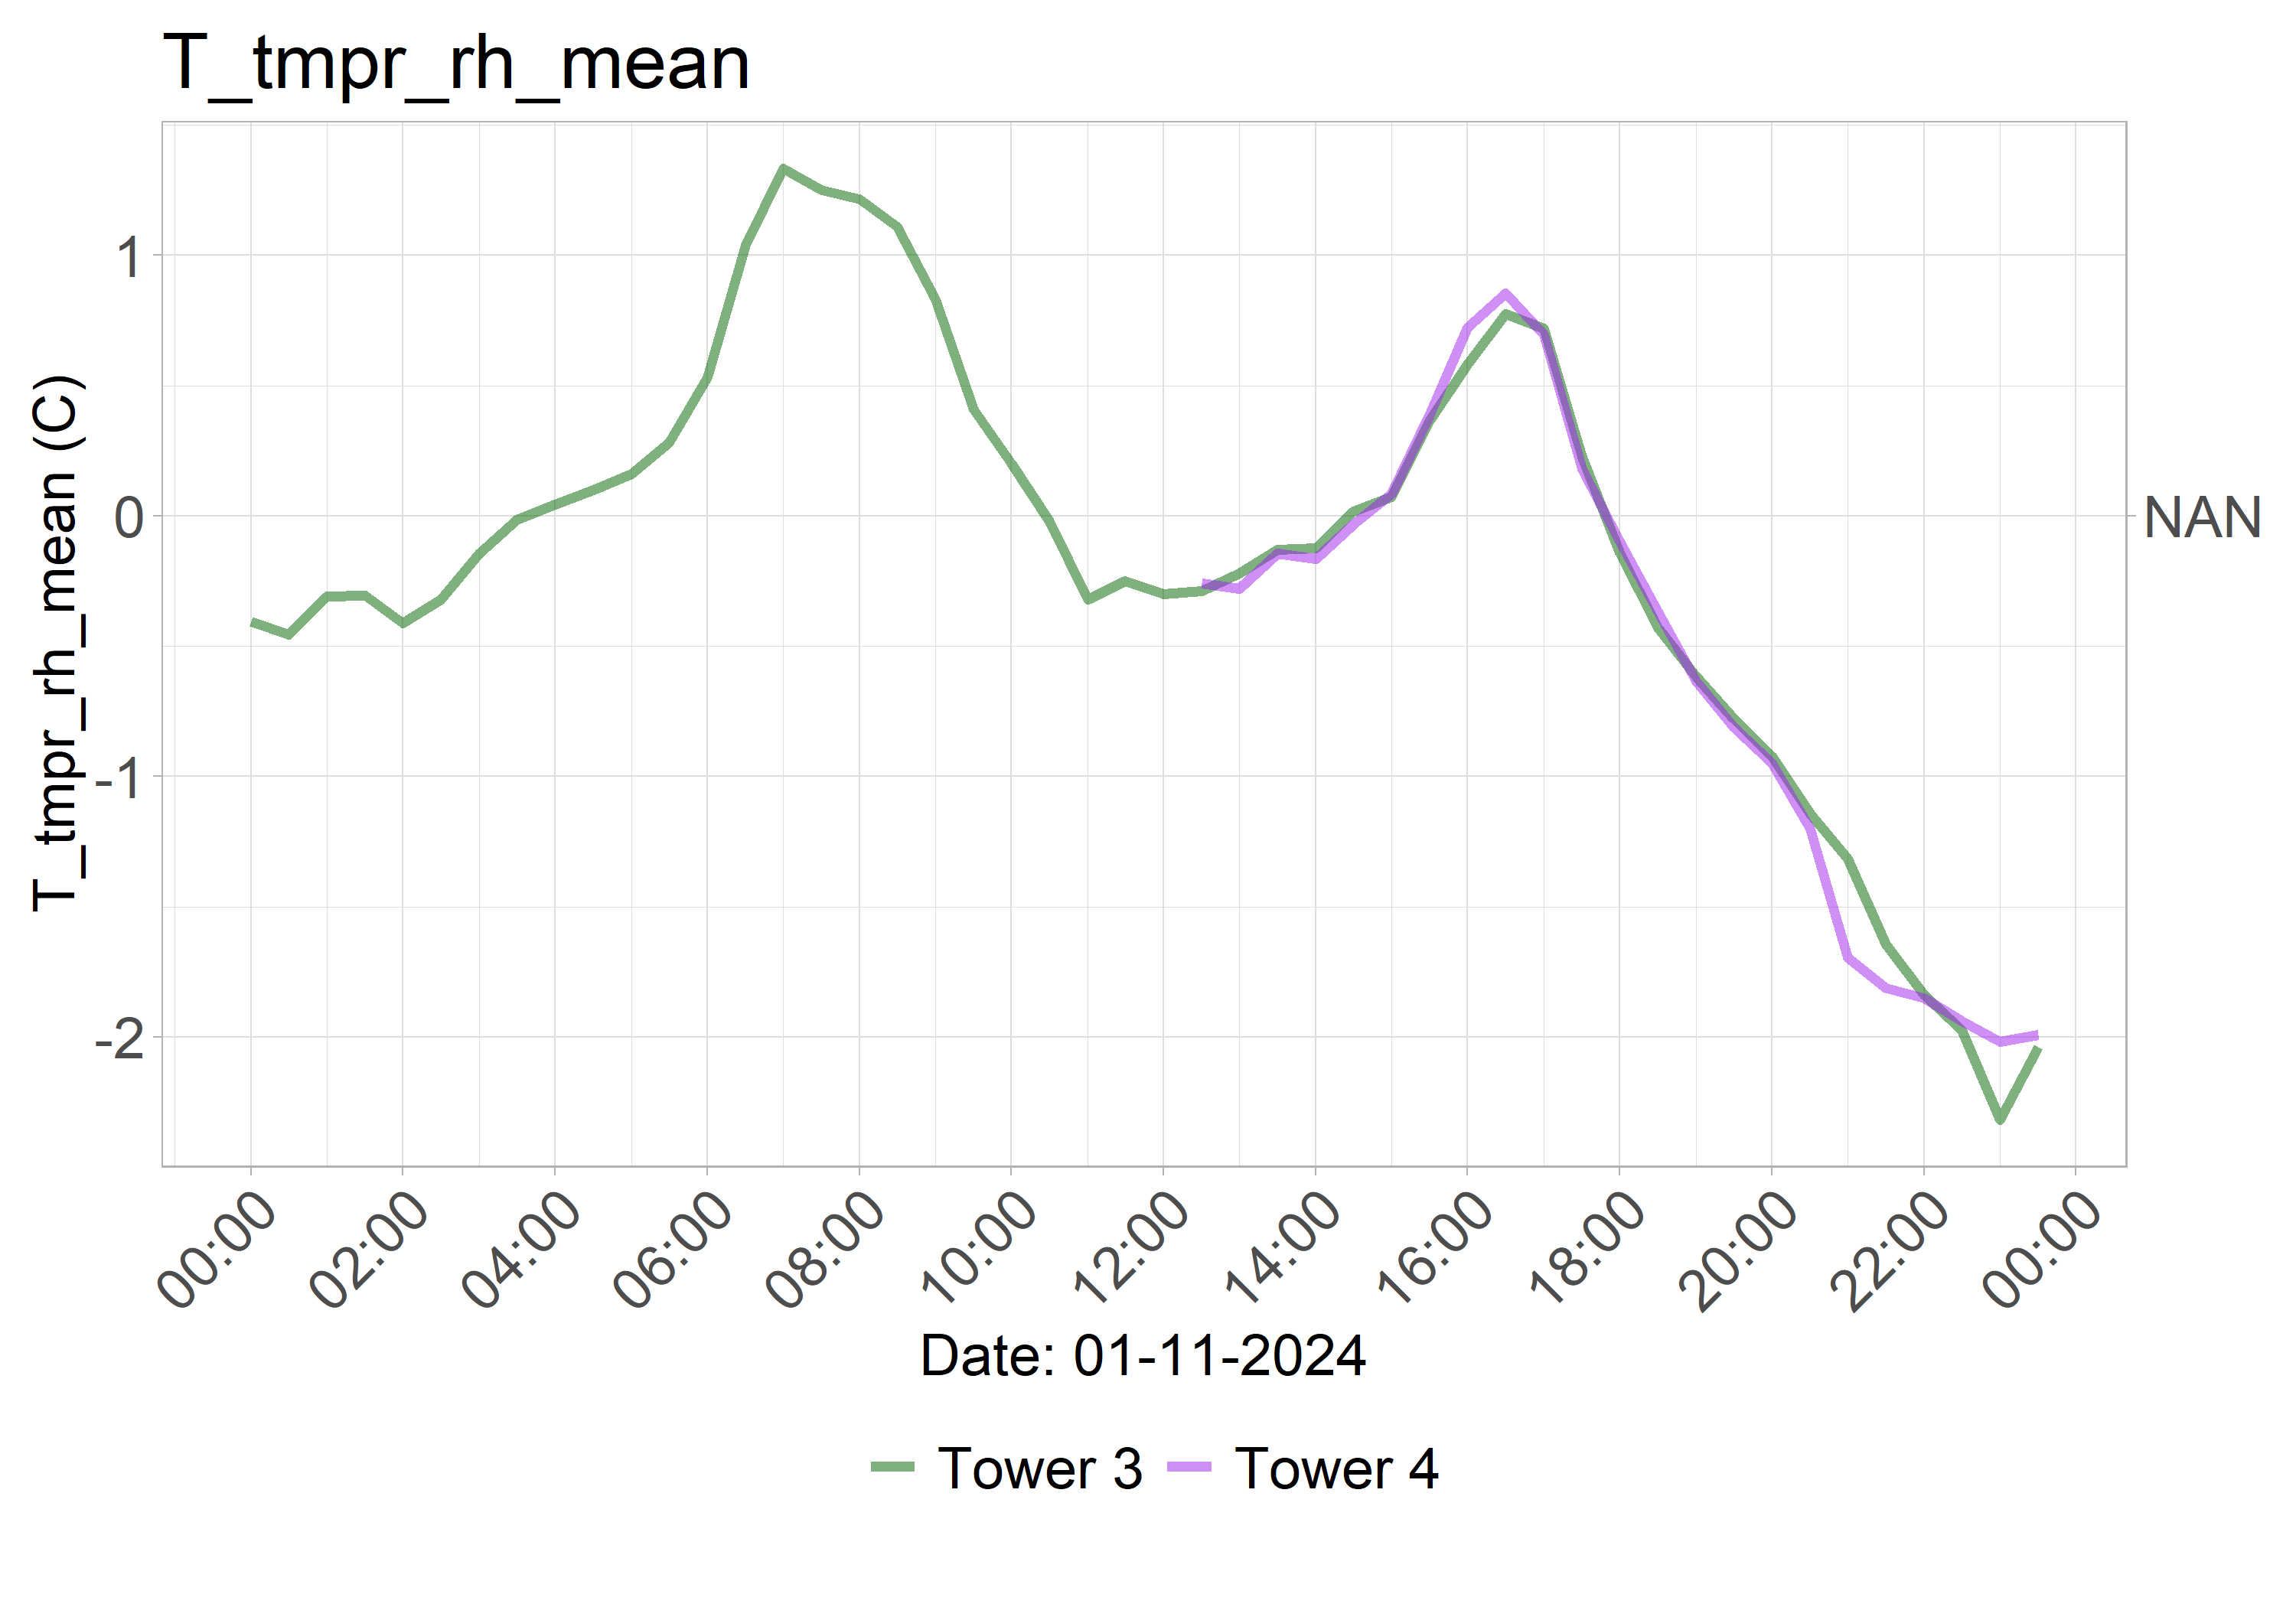 T_tmpr_rh_mean
T_tmpr_rh_mean (C)
1
0
-1
-2
NAN
00:00 02:00 04:00 06:00 08:00 10:00 12:00 14:00 16:00 18:00 20:00 22:00 00:00
Date: 01-11-2024
Tower 3 Tower 4